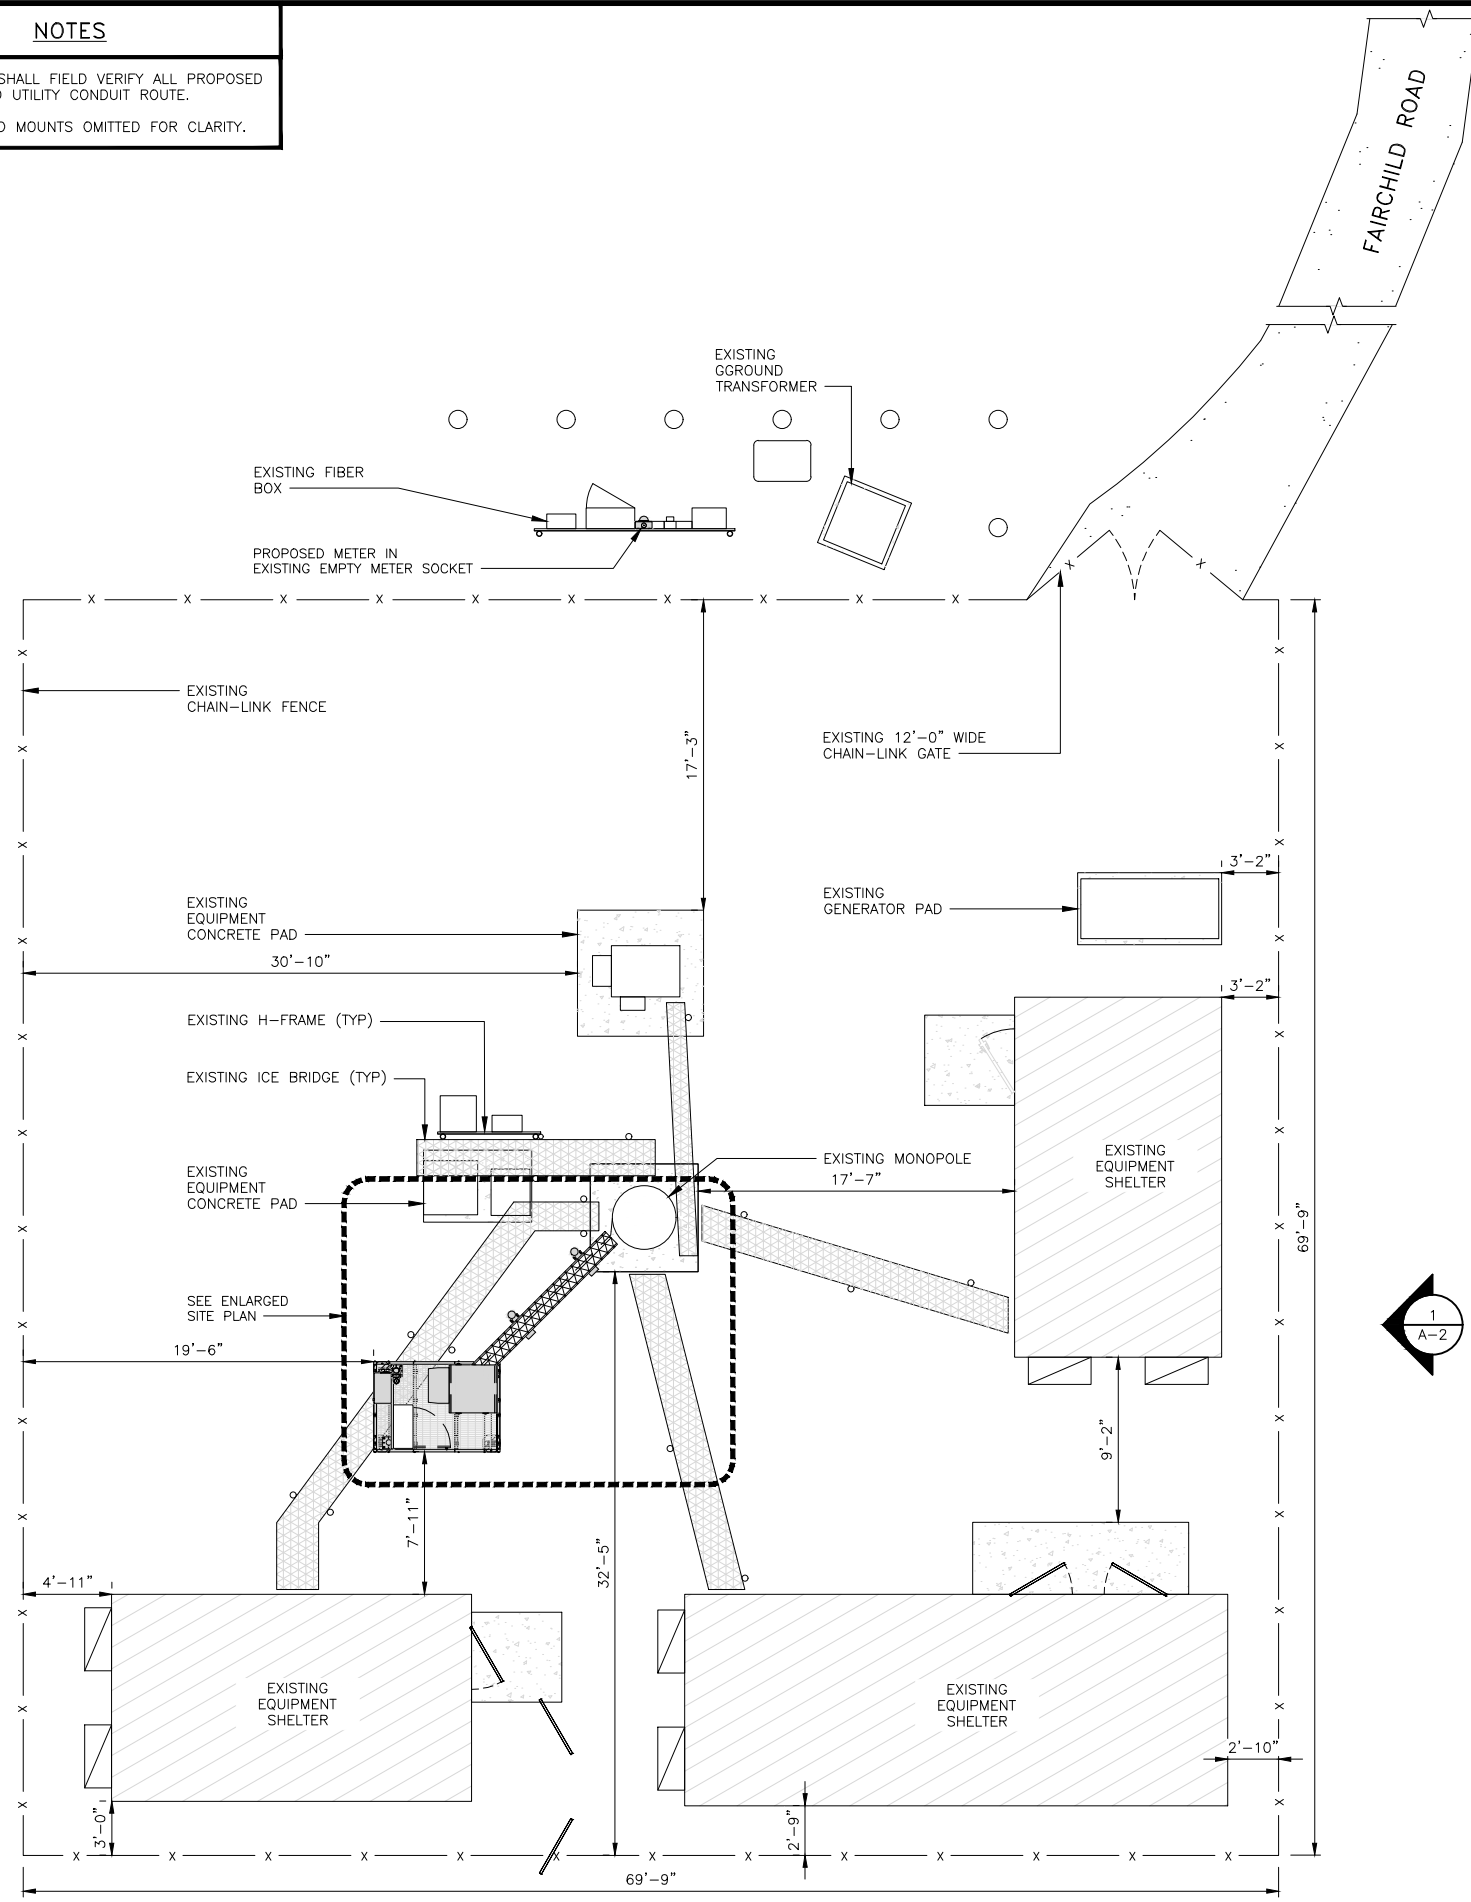 NOTES
SHALL FIELD VERIFY ALL PROPOSED
UTILITY CONDUIT ROUTE.
MOUNTS OMITTED FOR CLARITY.
FAIRCHILD ROAD
EXISTING
GGROUND
TRANSFORMER
EXISTING FIBER
BOX
PROPOSED METER IN
EXISTING EMPTY METER SOCKET
EXISTING
CHAIN-LINK FENCE
17'-3"
EXISTING 12'-0" WIDE
CHAIN-LINK GATE
3'-2"
EXISTING
GENERATOR PAD
EXISTING
EQUIPMENT
CONCRETE PAD
30'-10"
3'-2"
EXISTING H-FRAME (TYP)
EXISTING ICE BRIDGE (TYP)
EXISTING MONOPOLE
17'-7"
EXISTING
EQUIPMENT
SHELTER
EXISTING
EQUIPMENT
CONCRETE PAD
69'-9"
SEE ENLARGED
SITE PLAN
1
A-2
19'-6"
9'-2"
7'-11"
32'-5"
4'-11"
EXISTING
EQUIPMENT
SHELTER
EXISTING
EQUIPMENT
SHELTER
2'-10"
3'-0"
2'-9"
69'-9"